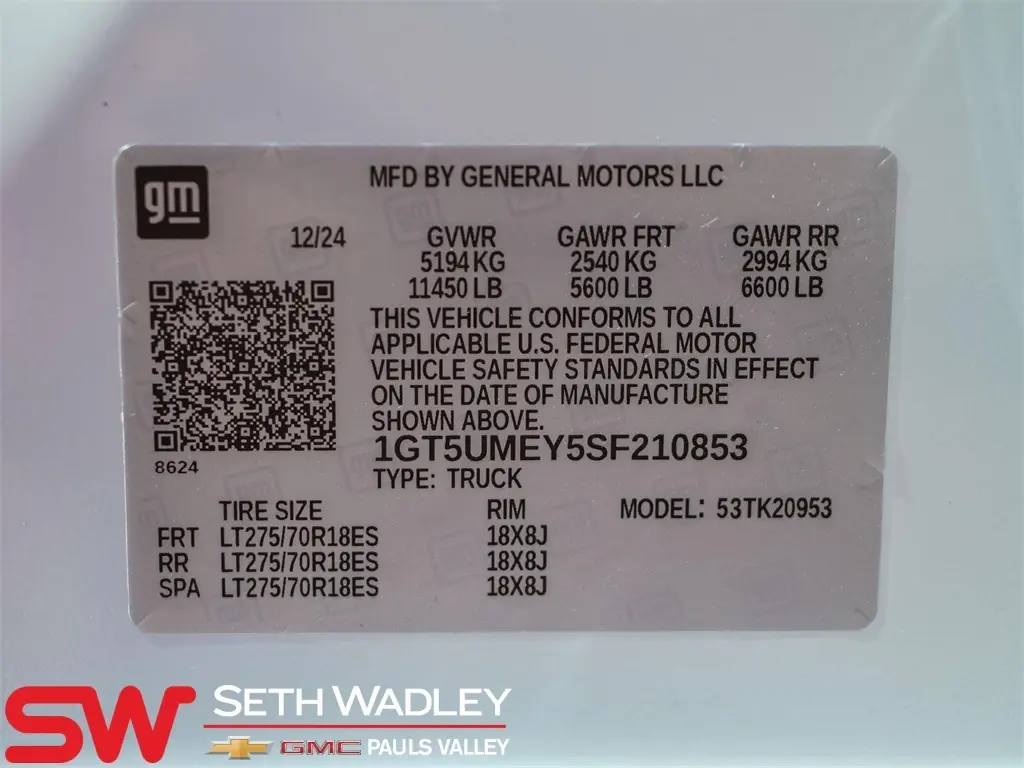 gm
MFD BY GENERAL MOTORS LLC
12/24 GVWR GAWR FRT GAWR RR
5194 KG 2540 KG 2994 KG
11450 LB 5600 LB 6600 LB
THIS VEHICLE CONFORMS TO ALL
APPLICABLE U.S. FEDERAL MOTOR
VEHICLE SAFETY STANDARDS IN EFFECT
ON THE DATE OF MANUFACTURE
SHOWN ABOVE.
1GT5UMEY5SF210853
8624
TYPE: TRUCK
TIRE SIZE RIM MODEL: 53TK20953
FRT LT275/70R18ES 18X8J
RR LT275/70R18ES 18X8J
SPA LT275/70R18ES 18X8J
SW SETH WADLEY
GMC PAULS VALLEY